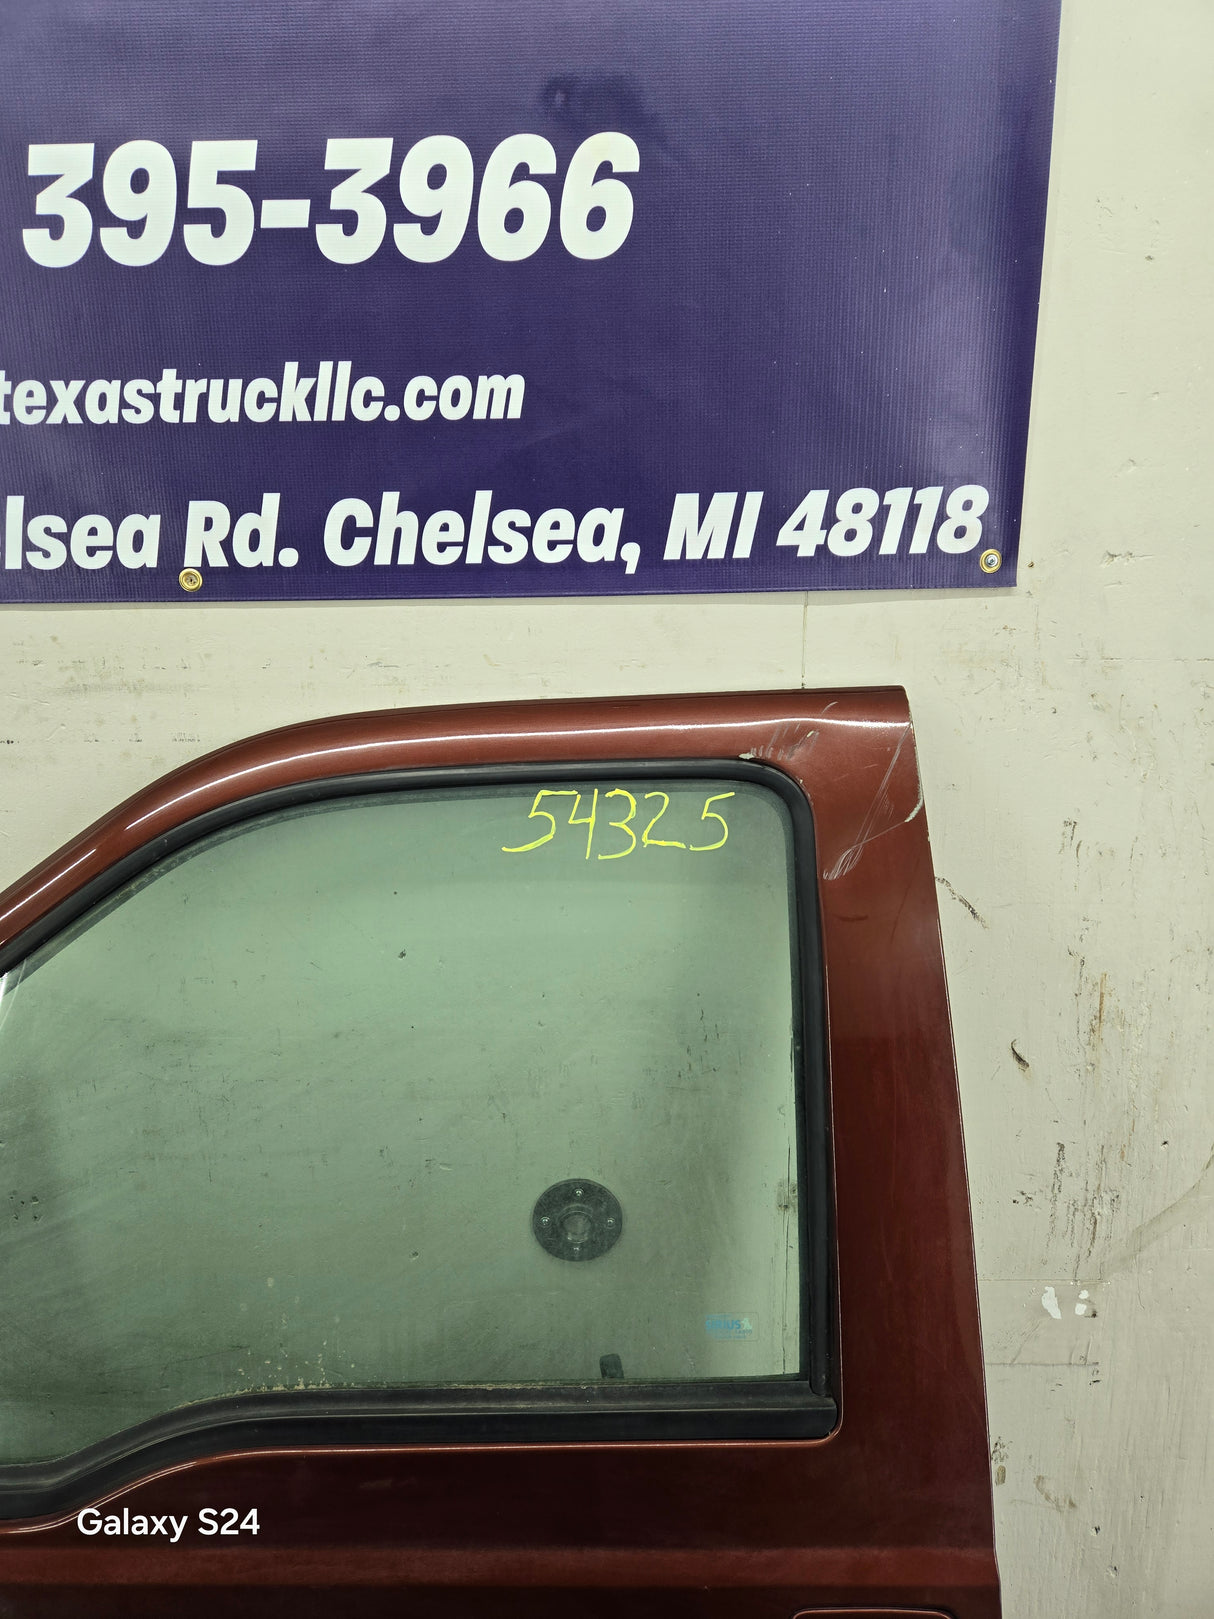 395-3966
texastruckllc.com
lsea Rd. Chelsea, MI 48118
54325
Galaxy S24